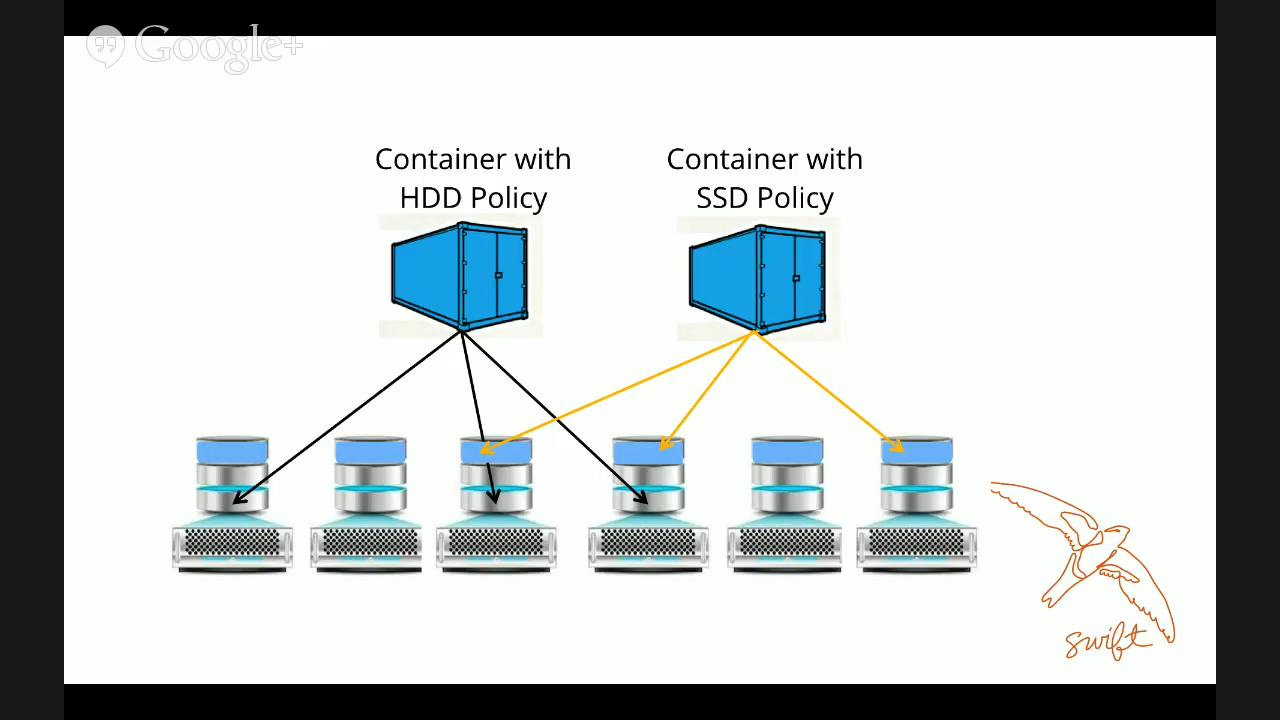 Google+
Container with
HDD Policy
Container with
SSD Policy
swift